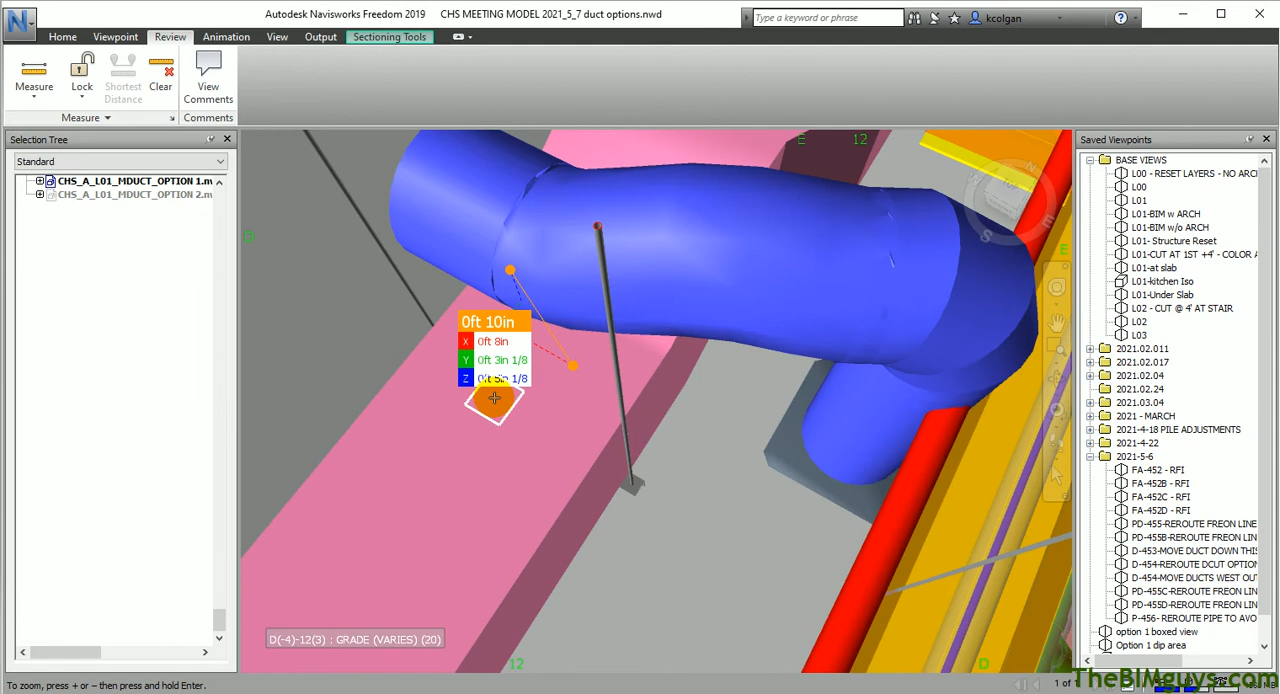 Autodesk Navisworks Freedom 2019 CHS MEETING MODEL 2021_5_7 duct options.nwd
Type a keyword or phrase
kcolgan
Home Viewpoint Review Animation View Output Sectioning Tools
Measure Lock Shortest Distance Clear View Comments
Measure Comments
Selection Tree
Standard
CHS_A_L01_MDUCT_OPTION 1.n
CHS_A_L01_MDUCT_OPTION 2.n
E 12
D
E
N
E
S
0ft 10in
X 0ft 8in
Y 0ft 3in 1/8
Z 0ft 5in 1/8
D(-4)-12(3) : GRADE (VARIES) (20)
12
D
Saved Viewpoints
BASE VIEWS
L00 - RESET LAYERS - NO ARC
L00
L01
L01-BIM w ARCH
L01-BIM w/o ARCH
L01- Structure Reset
L01-CUT AT 1ST +4' - COLOR A
L01-at slab
L01-kitchen Iso
L01-Under Slab
L02 - CUT @ 4' AT STAIR
L02
L03
2021.02.011
2021.02.017
2021.02.04
2021.02.24
2021 - MARCH
2021-4-18 PILE ADJUSTMENTS
2021-4-22
2021-5-6
FA-452 - RFI
FA-452B - RFI
FA-452C - RFI
FA-452D - RFI
PD-455-REROUTE FREON LINE
PD-455B-REROUTE FREON LIN
D-453-MOVE DUCT DOWN THIS
D-454-REROUTE DCUT OPTION
D-454-MOVE DUCTS WEST OUT
PD-455C-REROUTE FREON LIN
PD-455D-REROUTE FREON LIN
P-456 - REROUTE PIPE TO AVO
option 1 boxed view
Option 1 dip area
To zoom, press + or – then press and hold Enter.
1 of 1
TheBIMguys.com